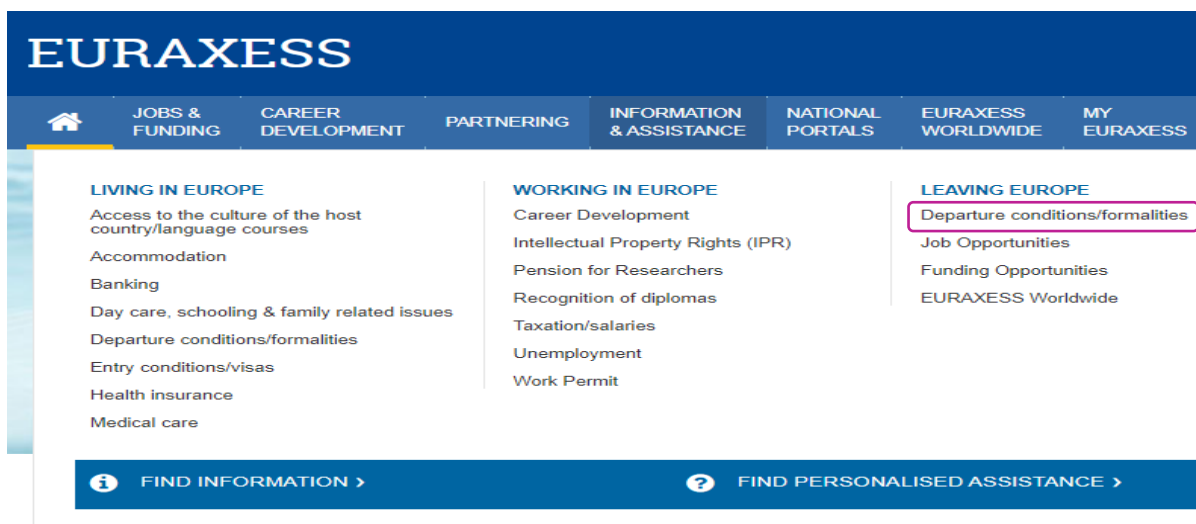 EURAXESS
JOBS &
FUNDING
CAREER
DEVELOPMENT
PARTNERING
INFORMATION
& ASSISTANCE
NATIONAL
PORTALS
EURAXESS
WORLDWIDE
MY
EURAXESS
LIVING IN EUROPE
Access to the culture of the host
country/language courses
Accommodation
Banking
Day care, schooling & family related issues
Departure conditions/formalities
Entry conditions/visas
Health insurance
Medical care
WORKING IN EUROPE
Career Development
Intellectual Property Rights (IPR)
Pension for Researchers
Recognition of diplomas
Taxation/salaries
Unemployment
Work Permit
LEAVING EUROPE
Departure conditions/formalities
Job Opportunities
Funding Opportunities
EURAXESS Worldwide
FIND INFORMATION >
FIND PERSONALISED ASSISTANCE >